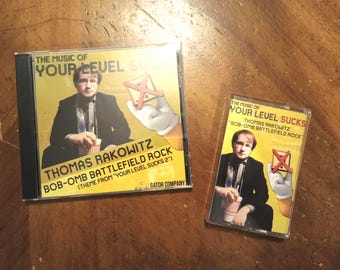 THE MUSIC OF
YOUR LEVEL SUCKS
THOMAS RAKOWITZ
BOB-OMB BATTLEFIELD ROCK
(THEME FROM "YOUR LEVEL SUCKS 2")
GATOR COMPANY
THE MUSIC OF
YOUR LEVEL SUCKS
THOMAS RAKOWITZ
"BOB-OMB BATTLEFIELD ROCK"